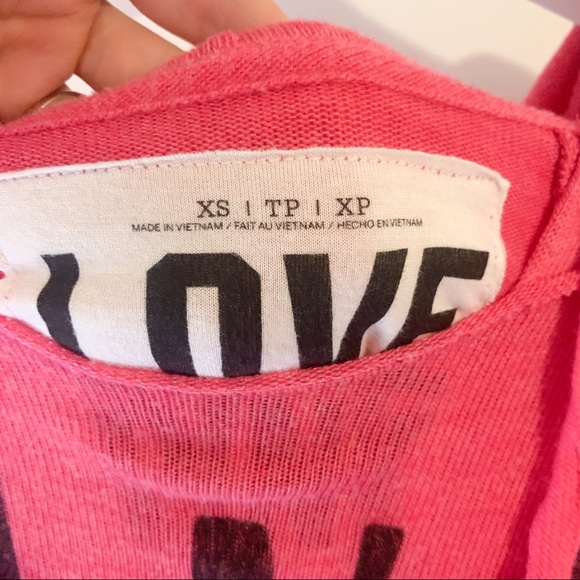 XS | TP | XP
MADE IN VIETNAM / FAIT AU VIETNAM / HECHO EN VIETNAM
LOVE